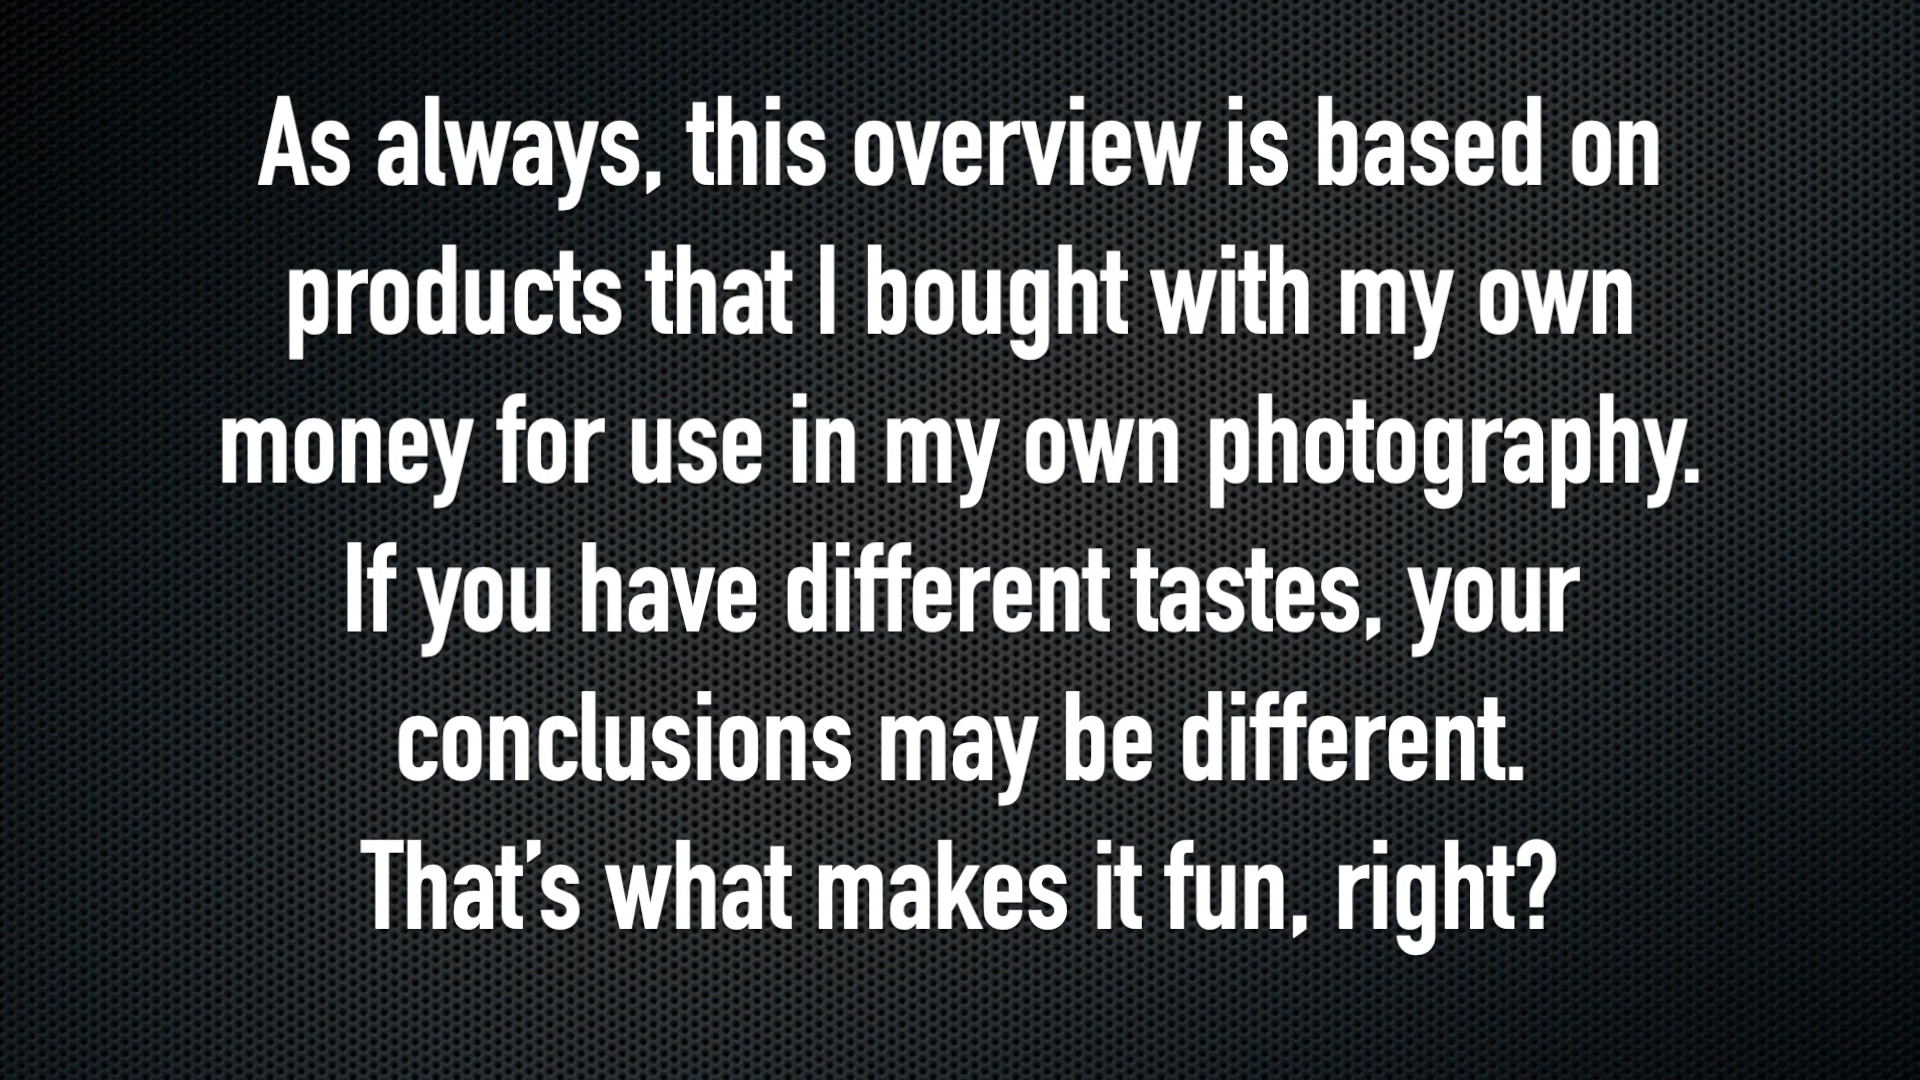 As always, this overview is based on
products that I bought with my own
money for use in my own photography.
If you have different tastes, your
conclusions may be different.
That's what makes it fun, right?